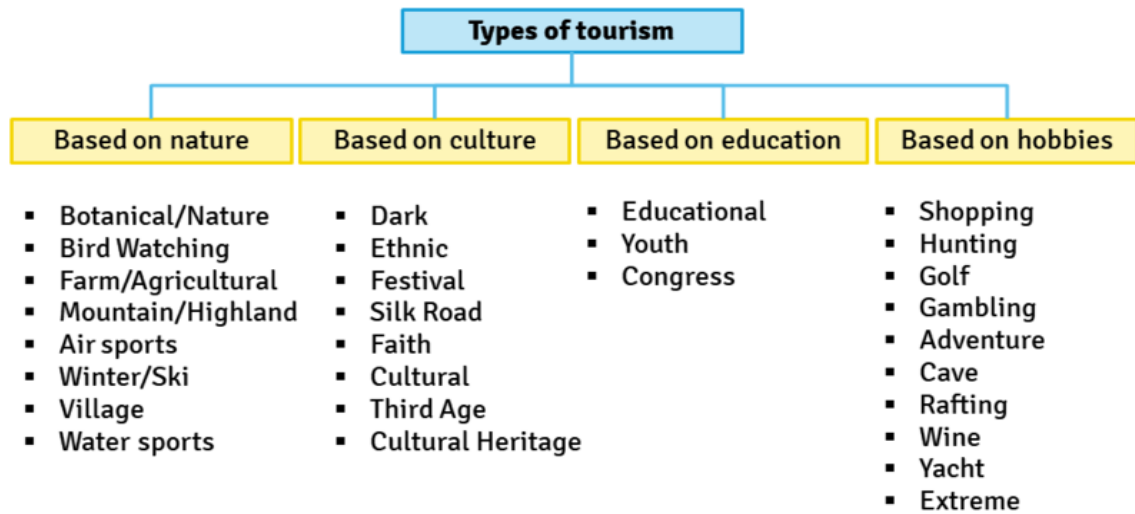 Types of tourism
Based on nature
Based on culture
Based on education
Based on hobbies
▪ Botanical/Nature
▪ Bird Watching
▪ Farm/Agricultural
▪ Mountain/Highland
▪ Air sports
▪ Winter/Ski
▪ Village
▪ Water sports
▪ Dark
▪ Ethnic
▪ Festival
▪ Silk Road
▪ Faith
▪ Cultural
▪ Third Age
▪ Cultural Heritage
▪ Educational
▪ Youth
▪ Congress
▪ Shopping
▪ Hunting
▪ Golf
▪ Gambling
▪ Adventure
▪ Cave
▪ Rafting
▪ Wine
▪ Yacht
▪ Extreme